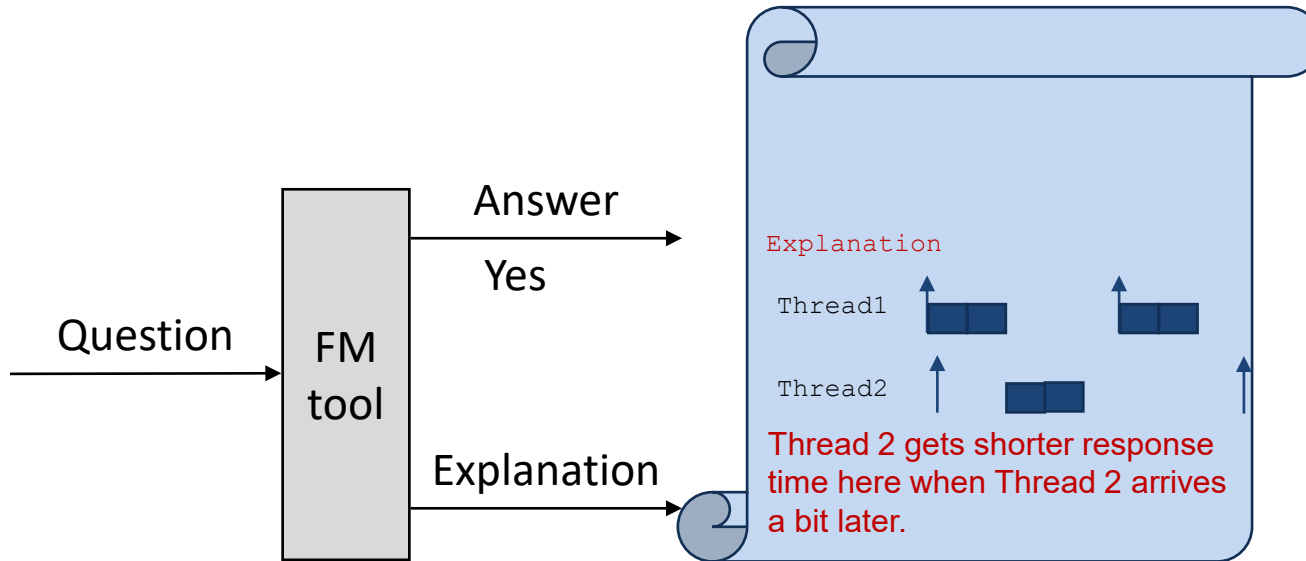 Question
FM
tool
Answer
Yes
Explanation
Explanation
Thread1
Thread2
Thread 2 gets shorter response
time here when Thread 2 arrives
a bit later.